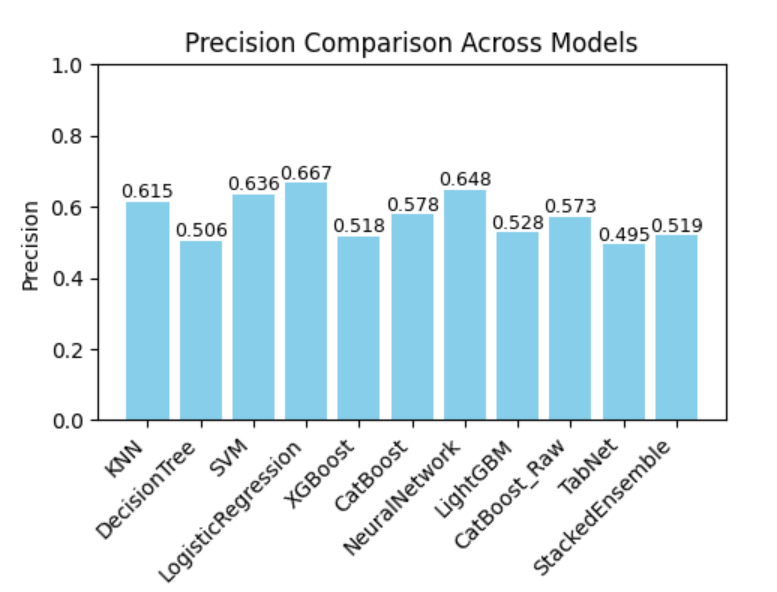 Precision Comparison Across Models
Precision
1.0
0.8
0.6
0.4
0.2
0.0
0.615
0.506
0.636
0.667
0.518
0.578
0.648
0.528
0.573
0.495
0.519
KNN
DecisionTree
SVM
LogisticRegression
XGBoost
CatBoost
NeuralNetwork
LightGBM
CatBoost_Raw
TabNet
StackedEnsemble